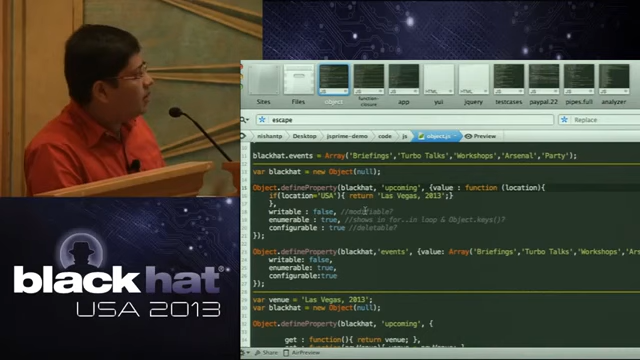 Sites
Files
object
function-closure
app
yui
jquery
testcases
paypal.22
pipes.full
analyzer
escape
Replace
nishantp
Desktop
jsprime-demo
code
js
object.js
Preview
blackhat.events = Array('Briefings','Turbo Talks','Workshops','Arsenal','Party');
var blackhat = new Object(null);
Object.defineProperty(blackhat, 'upcoming', {value : function (location){
if(location='USA'){ return 'Las Vegas, 2013';}
},
writable : false, //modifiable?
enumerable : true, //shows in for..in loop & Object.keys()?
configurable : true //deletable?
});
Object.defineProperty(blackhat,'events', {value: Array('Briefings','Turbo Talks','Workshops','Arsenal
writable: false,
enumerable: true,
configurable:true
});
var venue = 'Las Vegas, 2013';
var blackhat = new Object(null);
Object.defineProperty(blackhat, 'upcoming', {
get : function(){ return venue; },
Share
AirPreview
black hat
USA 2013